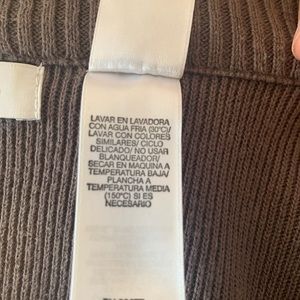 LAVAR EN LAVADORA
CON AGUA FRIA (30°C)/
LAVAR CON COLORES
SIMILARES/ CICLO
DELICADO/ NO USAR
BLANQUEADOR/
SECAR EN MAQUINA A
TEMPERATURA BAJA/
PLANCHA A
TEMPERATURA MEDIA
(150°C) SI ES
NECESARIO